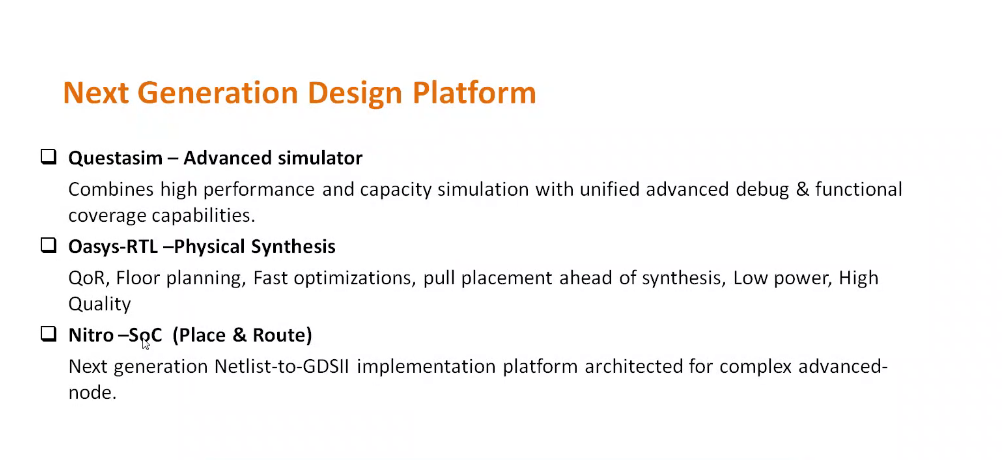 Next Generation Design Platform
Questasim – Advanced simulator
Combines high performance and capacity simulation with unified advanced debug & functional
coverage capabilities.
Oasys-RTL –Physical Synthesis
QoR, Floor planning, Fast optimizations, pull placement ahead of synthesis, Low power, High
Quality
Nitro –SoC (Place & Route)
Next generation Netlist-to-GDSII implementation platform architected for complex advanced-
node.